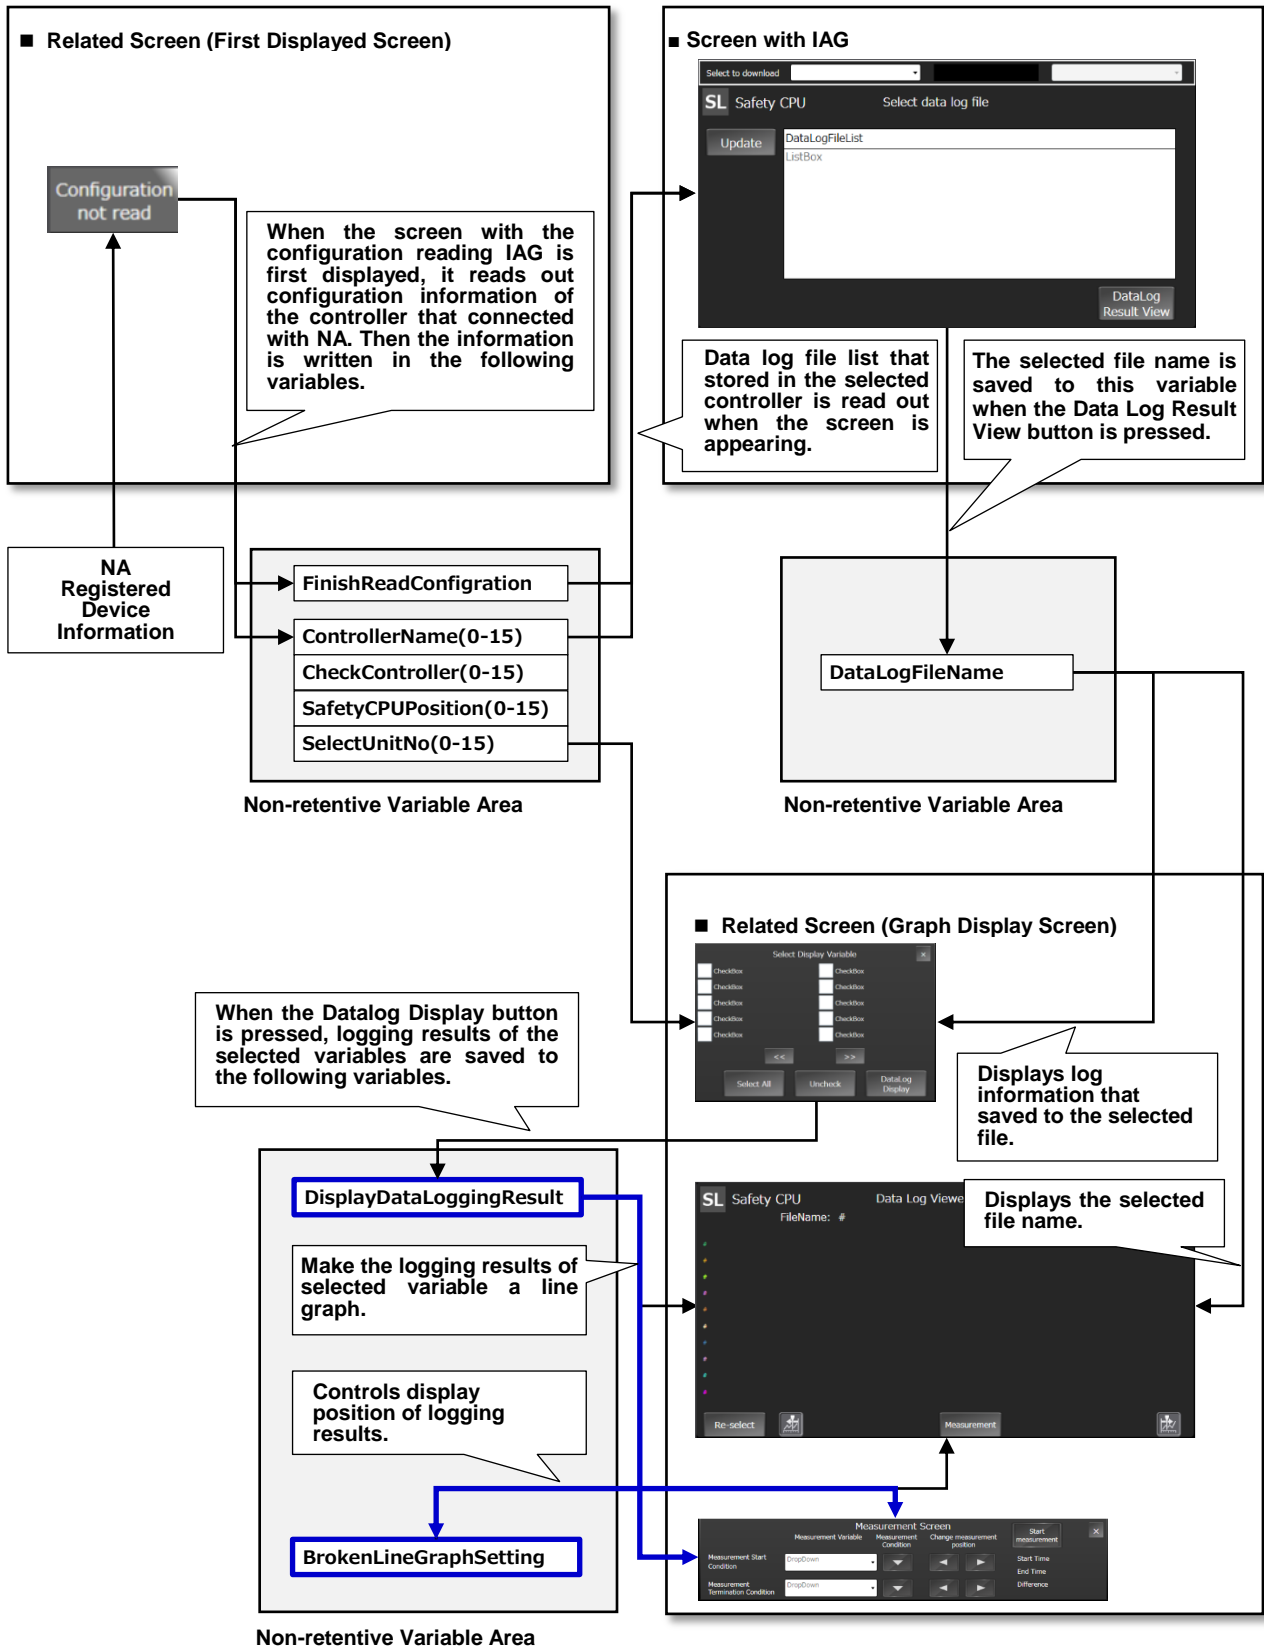 ■ Related Screen (First Displayed Screen)
Configuration
not read
When the screen with the
configuration reading IAG is
first displayed, it reads out
configuration information of
the controller that connected
with NA. Then the information
is written in the following
variables.
■ Screen with IAG
Select to download
SL Safety CPU
Select data log file
Update
DataLogFileList
ListBox
DataLog
Result View
Data log file list that
stored in the selected
controller is read out
when the screen is
appearing.
The selected file name is
saved to this variable
when the Data Log Result
View button is pressed.
NA
Registered
Device
Information
FinishReadConfigration
ControllerName(0-15)
CheckController(0-15)
SafetyCPUPosition(0-15)
SelectUnitNo(0-15)
Non-retentive Variable Area
DataLogFileName
Non-retentive Variable Area
■ Related Screen (Graph Display Screen)
Select Display Variable
×
CheckBox CheckBox
CheckBox CheckBox
CheckBox CheckBox
CheckBox CheckBox
CheckBox CheckBox
<< >>
Select All
Uncheck
DataLog
Display
When the Datalog Display button
is pressed, logging results of the
selected variables are saved to
the following variables.
Displays log
information that
saved to the selected
file.
DisplayDataLoggingResult
Make the logging results of
selected variable a line
graph.
Controls display
position of logging
results.
BrokenLineGraphSetting
Non-retentive Variable Area
SL Safety CPU
Data Log Viewe
FileName: #
#
#
#
#
#
#
#
#
#
#
Displays the selected
file name.
Re-select
Measurement
Measurement Screen
×
Measurement Variable
Measurement
Condition
Change measurement
position
Start
measurement
Measurement Start
Condition
DropDown
Start Time
End Time
Measurement
Termination Condition
DropDown
Difference